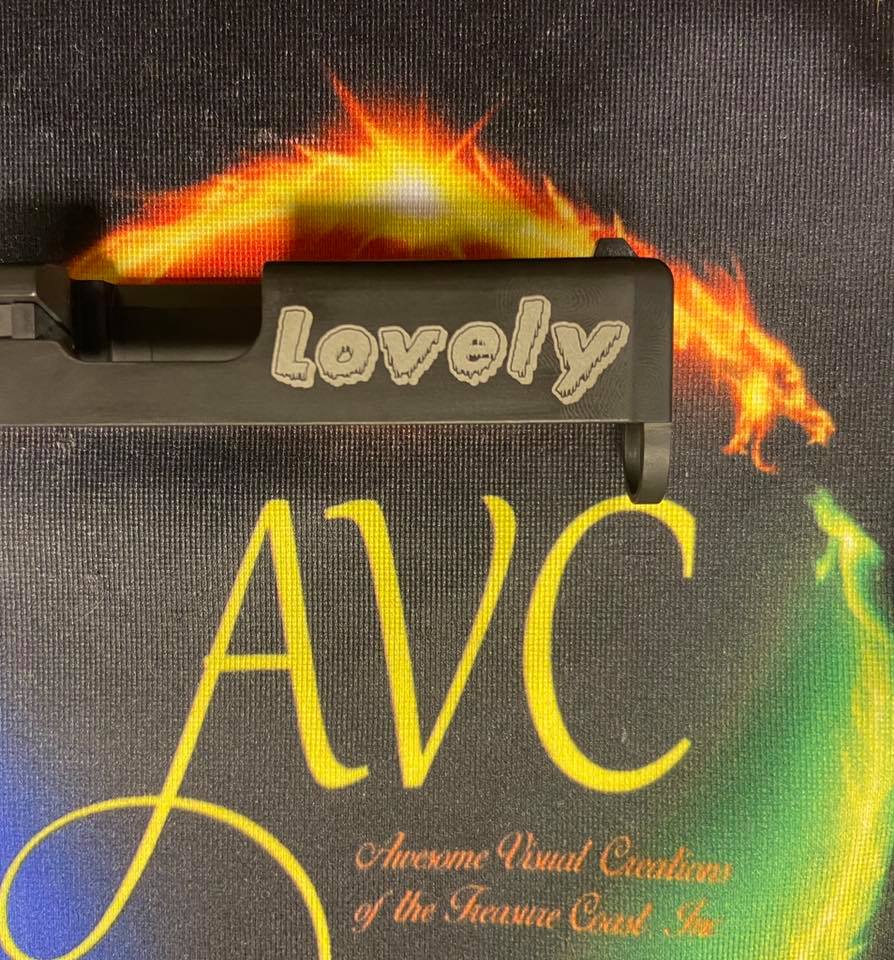 Lovely
AVC
Awesome Visual Creations
of the Treasure Coast Inc